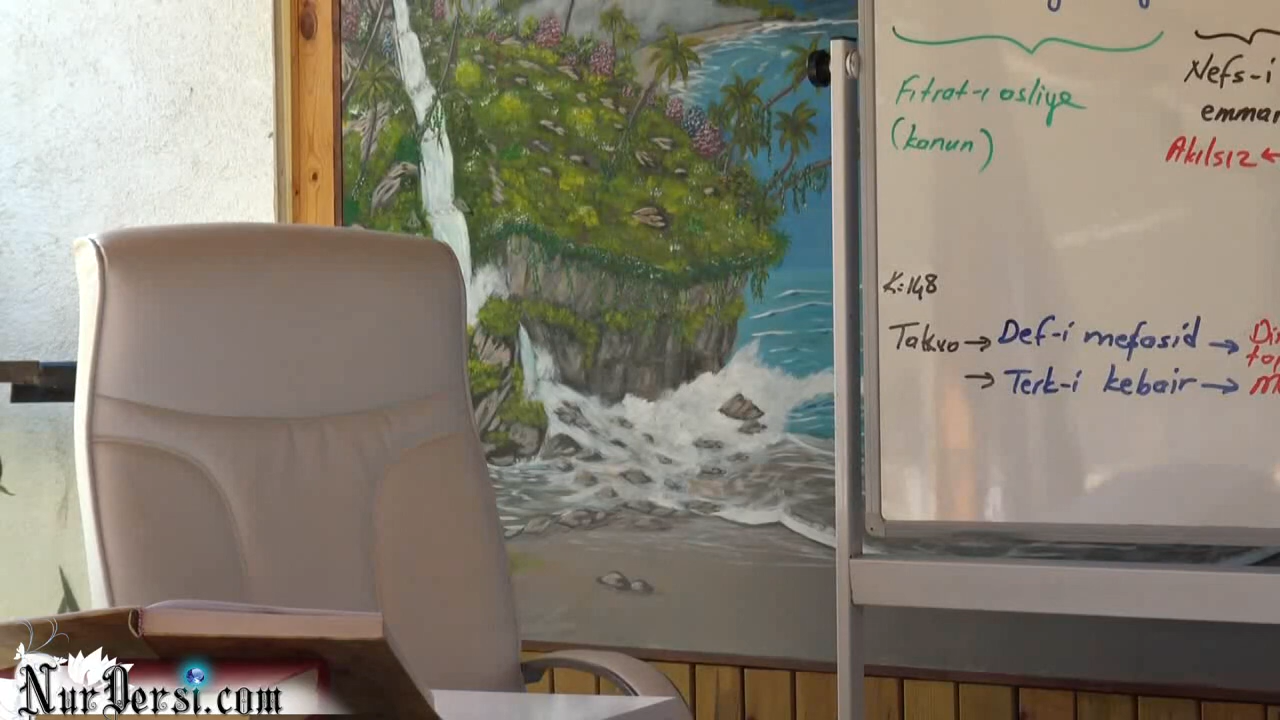 Fıtrat-ı asliye
(kanun)
Nefs-i
emmar
Akılsız ←
K:148
Takva → Def-i mefasid →
→ Terk-i kebair →
NurDersi.com